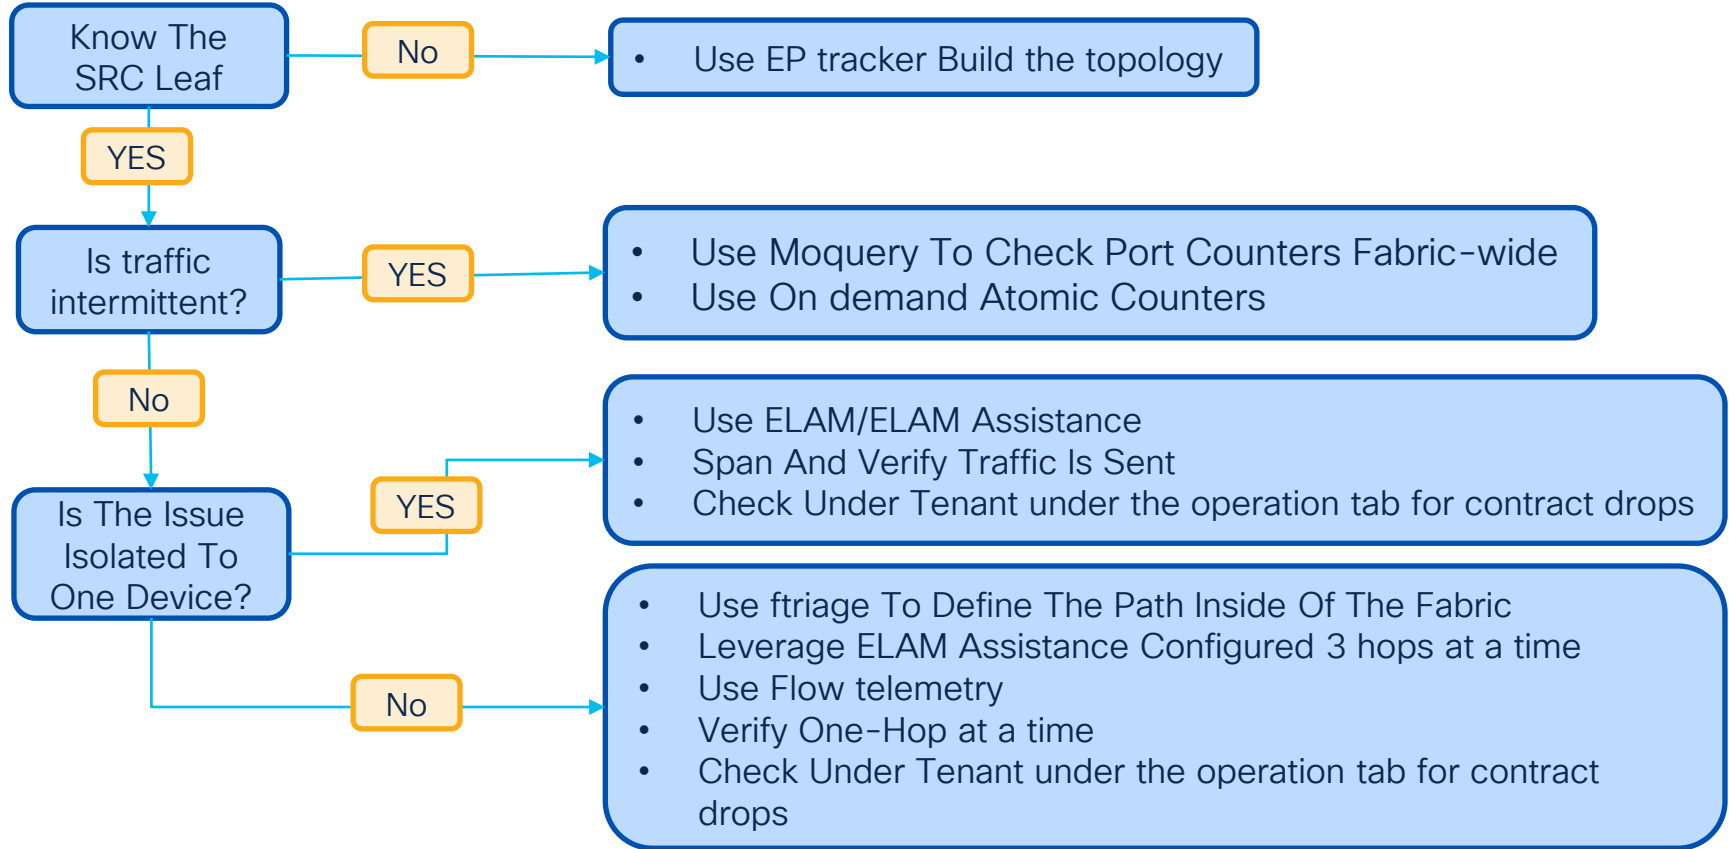 Know The
SRC Leaf
No
• Use EP tracker Build the topology
YES
Is traffic
intermittent?
YES
• Use Moquery To Check Port Counters Fabric-wide
• Use On demand Atomic Counters
No
Is The Issue
Isolated To
One Device?
YES
• Use ELAM/ELAM Assistance
• Span And Verify Traffic Is Sent
• Check Under Tenant under the operation tab for contract drops
No
• Use ftriage To Define The Path Inside Of The Fabric
• Leverage ELAM Assistance Configured 3 hops at a time
• Use Flow telemetry
• Verify One-Hop at a time
• Check Under Tenant under the operation tab for contract
drops